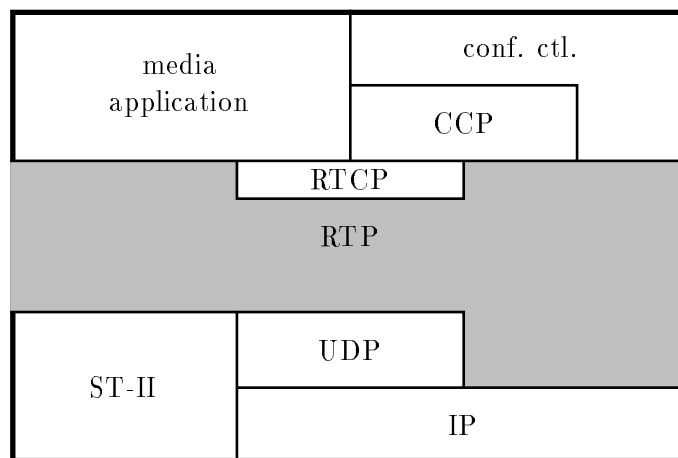 media
application
conf. ctl.
CCP
RTCP
RTP
UDP
ST-II
IP